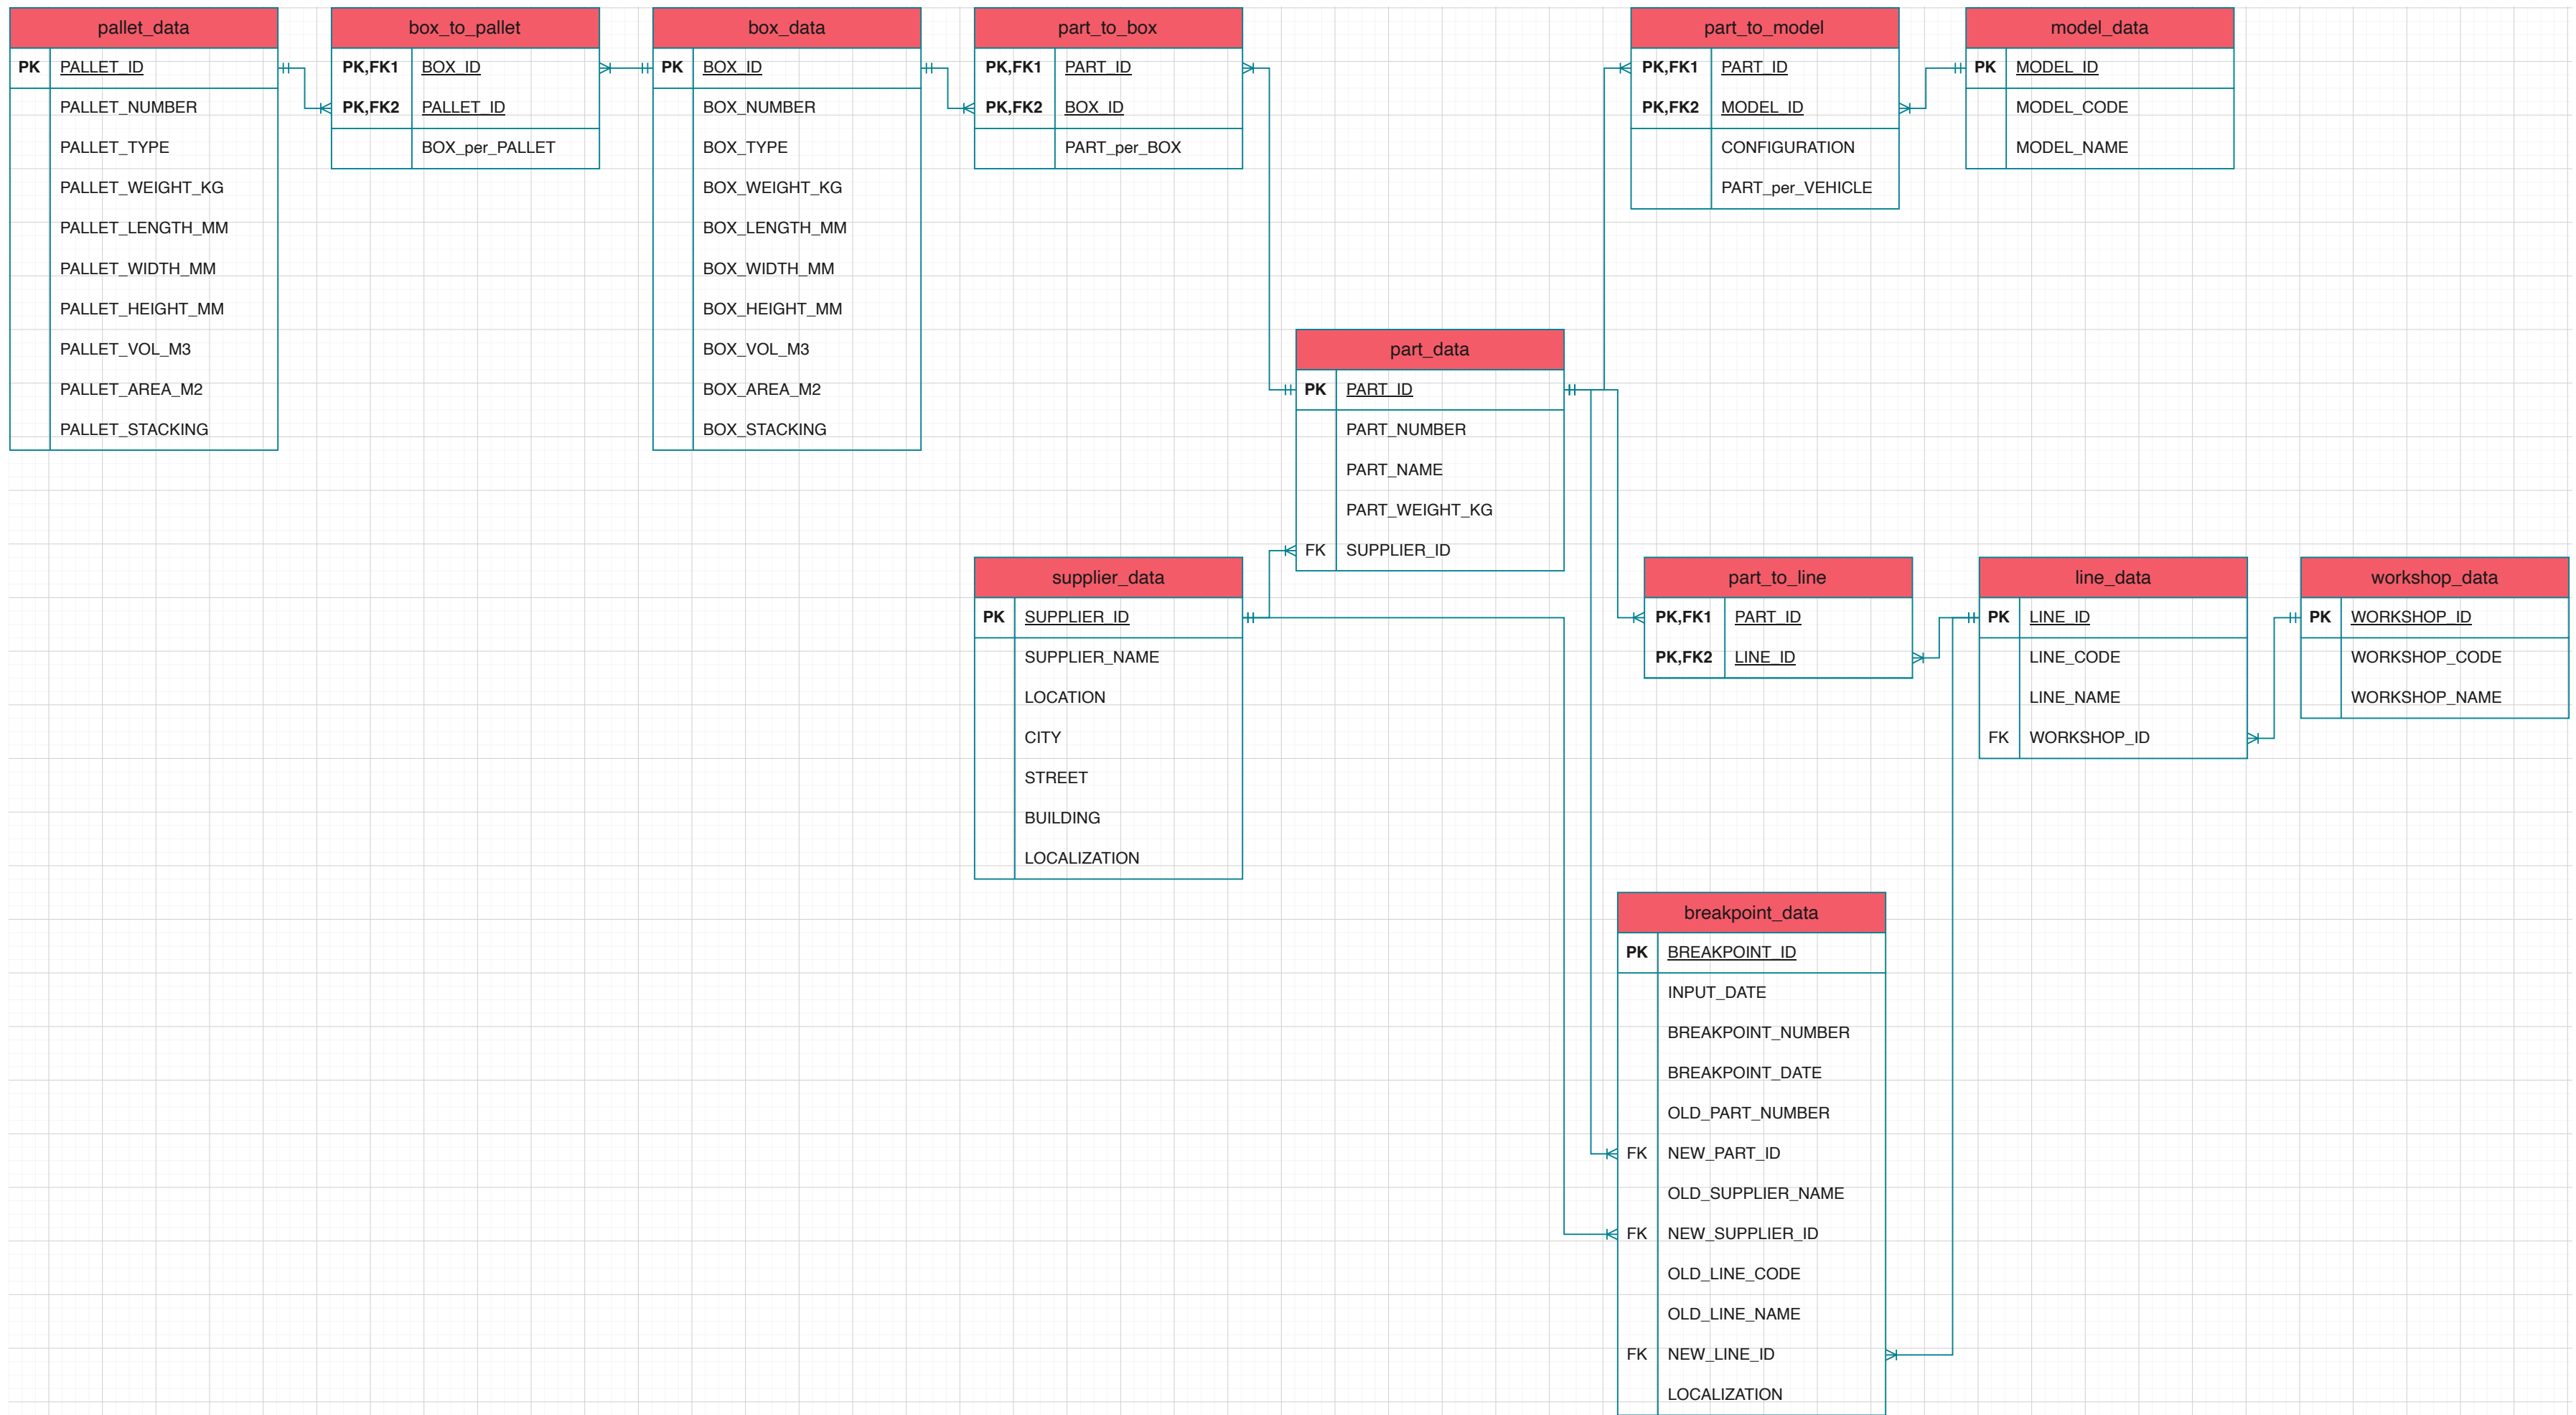 pallet_data
PK PALLET_ID
PALLET_NUMBER
PALLET_TYPE
PALLET_WEIGHT_KG
PALLET_LENGTH_MM
PALLET_WIDTH_MM
PALLET_HEIGHT_MM
PALLET_VOL_M3
PALLET_AREA_M2
PALLET_STACKING
box_to_pallet
PK,FK1 BOX_ID
PK,FK2 PALLET_ID
BOX_per_PALLET
box_data
PK BOX_ID
BOX_NUMBER
BOX_TYPE
BOX_WEIGHT_KG
BOX_LENGTH_MM
BOX_WIDTH_MM
BOX_HEIGHT_MM
BOX_VOL_M3
BOX_AREA_M2
BOX_STACKING
part_to_box
PK,FK1 PART_ID
PK,FK2 BOX_ID
PART_per_BOX
part_to_model
PK,FK1 PART_ID
PK,FK2 MODEL_ID
CONFIGURATION
PART_per_VEHICLE
model_data
PK MODEL_ID
MODEL_CODE
MODEL_NAME
part_data
PK PART_ID
PART_NUMBER
PART_NAME
PART_WEIGHT_KG
FK SUPPLIER_ID
supplier_data
PK SUPPLIER_ID
SUPPLIER_NAME
LOCATION
CITY
STREET
BUILDING
LOCALIZATION
part_to_line
PK,FK1 PART_ID
PK,FK2 LINE_ID
line_data
PK LINE_ID
LINE_CODE
LINE_NAME
FK WORKSHOP_ID
workshop_data
PK WORKSHOP_ID
WORKSHOP_CODE
WORKSHOP_NAME
breakpoint_data
PK BREAKPOINT_ID
INPUT_DATE
BREAKPOINT_NUMBER
BREAKPOINT_DATE
OLD_PART_NUMBER
FK NEW_PART_ID
OLD_SUPPLIER_NAME
FK NEW_SUPPLIER_ID
OLD_LINE_CODE
OLD_LINE_NAME
FK NEW_LINE_ID
LOCALIZATION